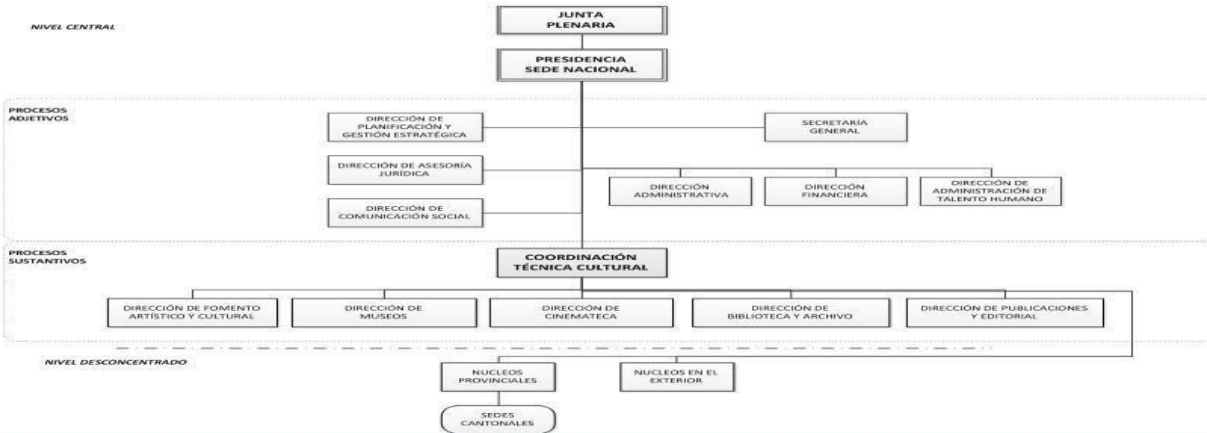 NIVEL CENTRAL
JUNTA
PLENARIA
PRESIDENCIA
SEDE NACIONAL
PROCESOS
ADJETIVOS
DIRECCIÓN DE
PLANIFICACIÓN Y
GESTIÓN ESTRATÉGICA
SECRETARÍA
GENERAL
DIRECCIÓN DE ASESORÍA
JURÍDICA
DIRECCIÓN
ADMINISTRATIVA
DIRECCIÓN
FINANCIERA
DIRECCIÓN DE
ADMINISTRACIÓN DE
TALENTO HUMANO
DIRECCIÓN DE
COMUNICACIÓN SOCIAL
PROCESOS
SUSTANTIVOS
COORDINACIÓN
TÉCNICA CULTURAL
DIRECCIÓN DE FOMENTO
ARTÍSTICO Y CULTURAL
DIRECCIÓN DE
MUSEOS
DIRECCIÓN DE
CINEMATECA
DIRECCIÓN DE
BIBLIOTECA Y ARCHIVO
DIRECCIÓN DE PUBLICACIONES
Y EDITORIAL
NIVEL DESCONCENTRADO
NUCLEOS
PROVINCIALES
NUCLEOS EN EL
EXTERIOR
SEDES
CANTONALES